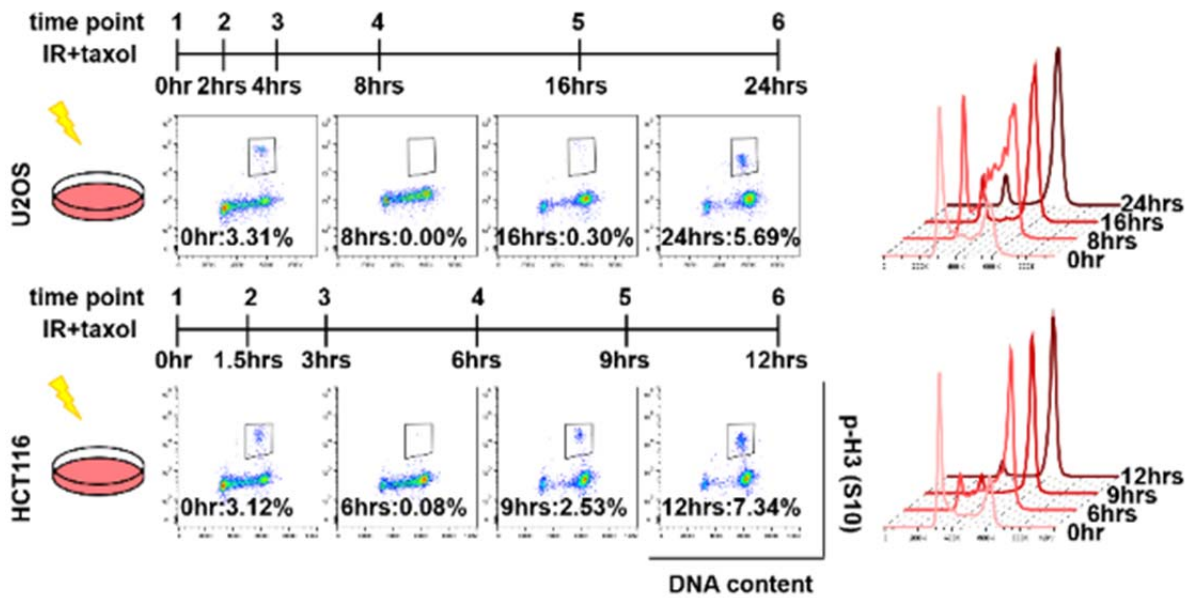 time point 1 2 3 4 5 6
IR+taxol
0hr 2hrs 4hrs 8hrs 16hrs 24hrs
U2OS
0hr:3.31% 8hrs:0.00% 16hrs:0.30% 24hrs:5.69%
24hrs
16hrs
8hrs
0hr
time point 1 2 3 4 5 6
IR+taxol
0hr 1.5hrs 3hrs 6hrs 9hrs 12hrs
HCT116
0hr:3.12% 6hrs:0.08% 9hrs:2.53% 12hrs:7.34%
p-H3 (S10)
DNA content
12hrs
9hrs
6hrs
0hr